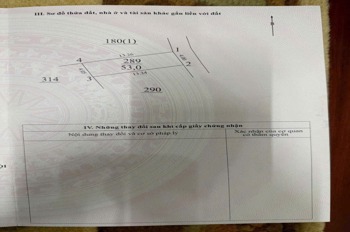 III. Sơ đồ thửa đất, nhà ở và tài sản khác gắn liền với đất
180(1)
1
4
289
53,0
2
314
3
290
IV. Những thay đổi sau khi cấp giấy chứng nhận
Nội dung thay đổi và cơ sở pháp lý
Xác nhận của cơ quan
có thẩm quyền